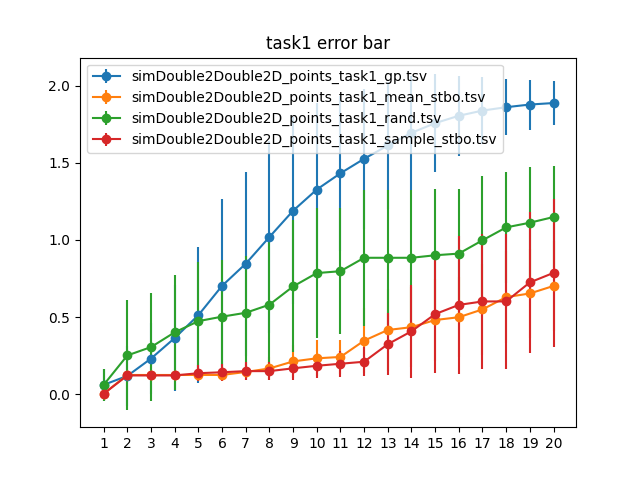 task1 error bar
simDouble2Double2D_points_task1_gp.tsv
simDouble2Double2D_points_task1_mean_stbo.tsv
simDouble2Double2D_points_task1_rand.tsv
simDouble2Double2D_points_task1_sample_stbo.tsv
2.0
1.5
1.0
0.5
0.0
1 2 3 4 5 6 7 8 9 10 11 12 13 14 15 16 17 18 19 20